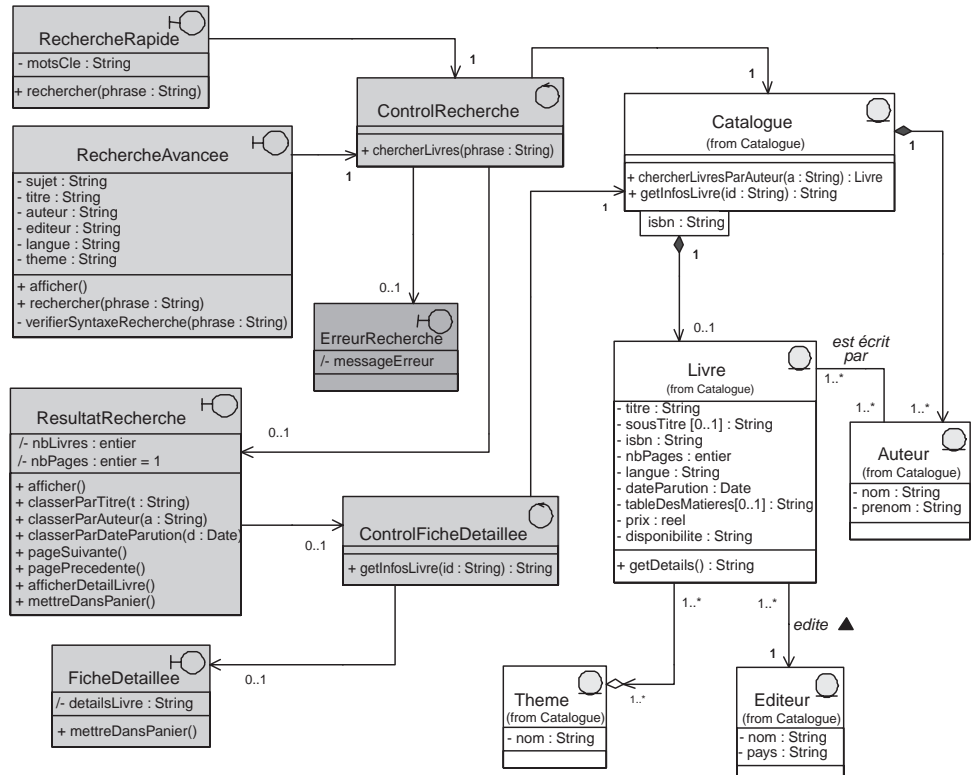 RechercheRapide
- motsCle : String
+ rechercher(phrase : String)
1
ControlRecherche
+ chercherLivres(phrase : String)
1
Catalogue
(from Catalogue)
+ chercherLivresParAuteur(a : String) : Livre
+ getInfosLivre(id : String) : String
isbn : String
1
1
1
RechercheAvancee
- sujet : String
- titre : String
- auteur : String
- editeur : String
- langue : String
- theme : String
+ afficher()
+ rechercher(phrase : String)
- verifierSyntaxeRecherche(phrase : String)
1
0..1
ErreurRecherche
/- messageErreur
0..1
Livre
(from Catalogue)
- titre : String
- sousTitre [0..1] : String
- isbn : String
- nbPages : entier
- langue : String
- dateParution : Date
- tableDesMatieres[0..1] : String
- prix : reel
- disponibilite : String
+ getDetails() : String
est écrit
par
1..*
1..*
1..*
Auteur
(from Catalogue)
- nom : String
- prenom : String
ResultatRecherche
/- nbLivres : entier
/- nbPages : entier = 1
+ afficher()
+ classerParTitre(t : String)
+ classerParAuteur(a : String)
+ classerParDateParution(d : Date)
+ pageSuivante()
+ pagePrecedente()
+ afficherDetailLivre()
+ mettreDansPanier()
0..1
0..1
ControlFicheDetaillee
+ getInfosLivre(id : String) : String
1..*
1..*
edite ▲
FicheDetaillee
/- detailsLivre : String
+ mettreDansPanier()
0..1
Theme
(from Catalogue)
- nom : String
1..*
1
Editeur
(from Catalogue)
- nom : String
- pays : String